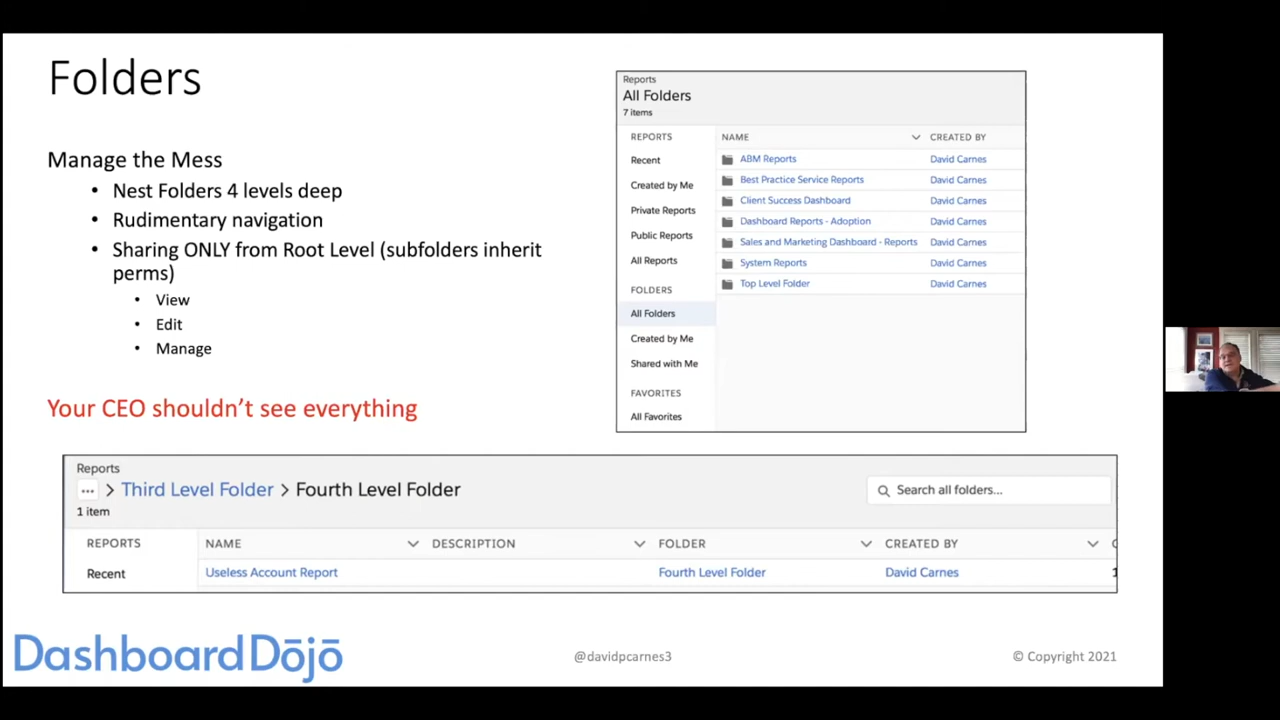 Folders
Manage the Mess
• Nest Folders 4 levels deep
• Rudimentary navigation
• Sharing ONLY from Root Level (subfolders inherit
perms)
• View
• Edit
• Manage
Your CEO shouldn't see everything
Reports
All Folders
7 items
REPORTS
Recent
Created by Me
Private Reports
Public Reports
All Reports
FOLDERS
All Folders
Created by Me
Shared with Me
FAVORITES
All Favorites
NAME CREATED BY
ABM Reports David Carnes
Best Practice Service Reports David Carnes
Client Success Dashboard David Carnes
Dashboard Reports - Adoption David Carnes
Sales and Marketing Dashboard - Reports David Carnes
System Reports David Carnes
Top Level Folder David Carnes
Reports
... > Third Level Folder > Fourth Level Folder
Search all folders...
1 item
REPORTS NAME DESCRIPTION FOLDER CREATED BY
Recent Useless Account Report Fourth Level Folder David Carnes
DashboardDōjō
@davidpcarnes3
© Copyright 2021